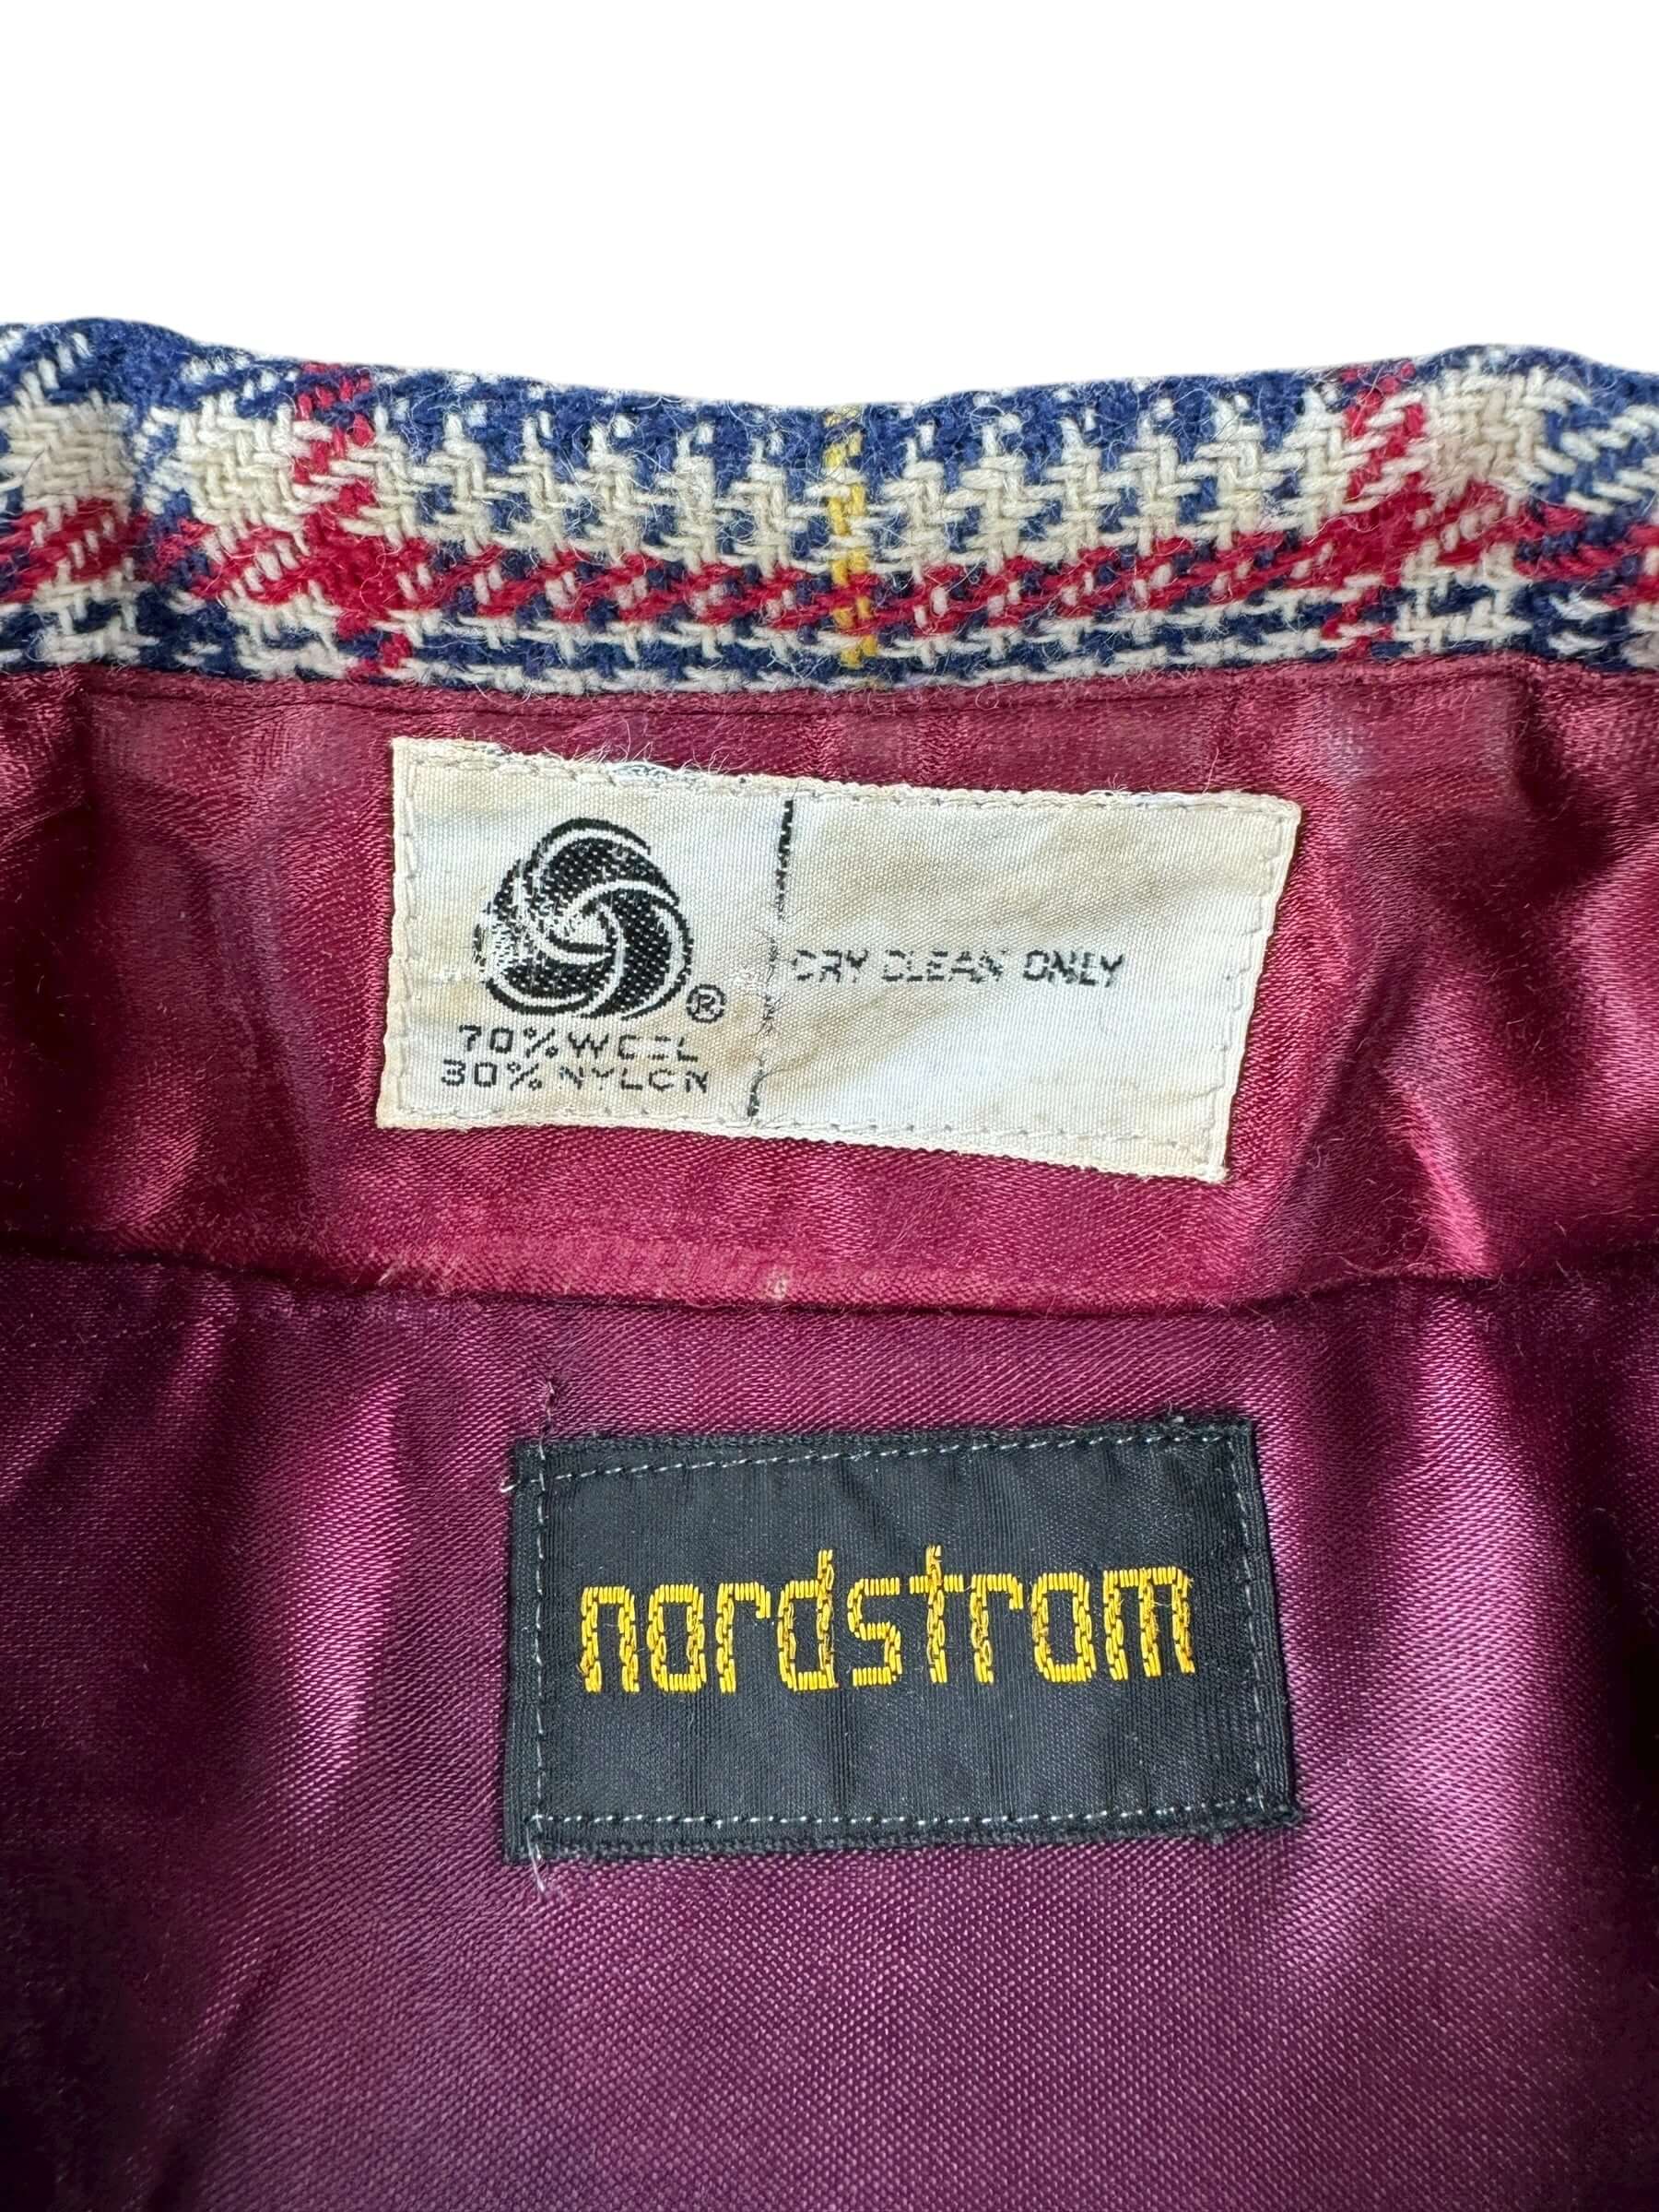 ®
70% WOOL
30% NYLON
DRY CLEAN ONLY
nordstrom